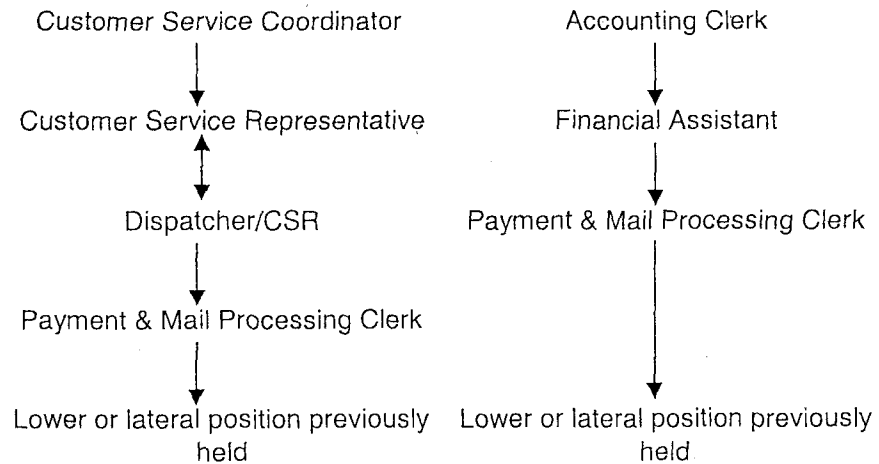 Customer Service Coordinator
Customer Service Representative
Dispatcher/CSR
Payment & Mail Processing Clerk
Lower or lateral position previously
held
Accounting Clerk
Financial Assistant
Payment & Mail Processing Clerk
Lower or lateral position previously
held